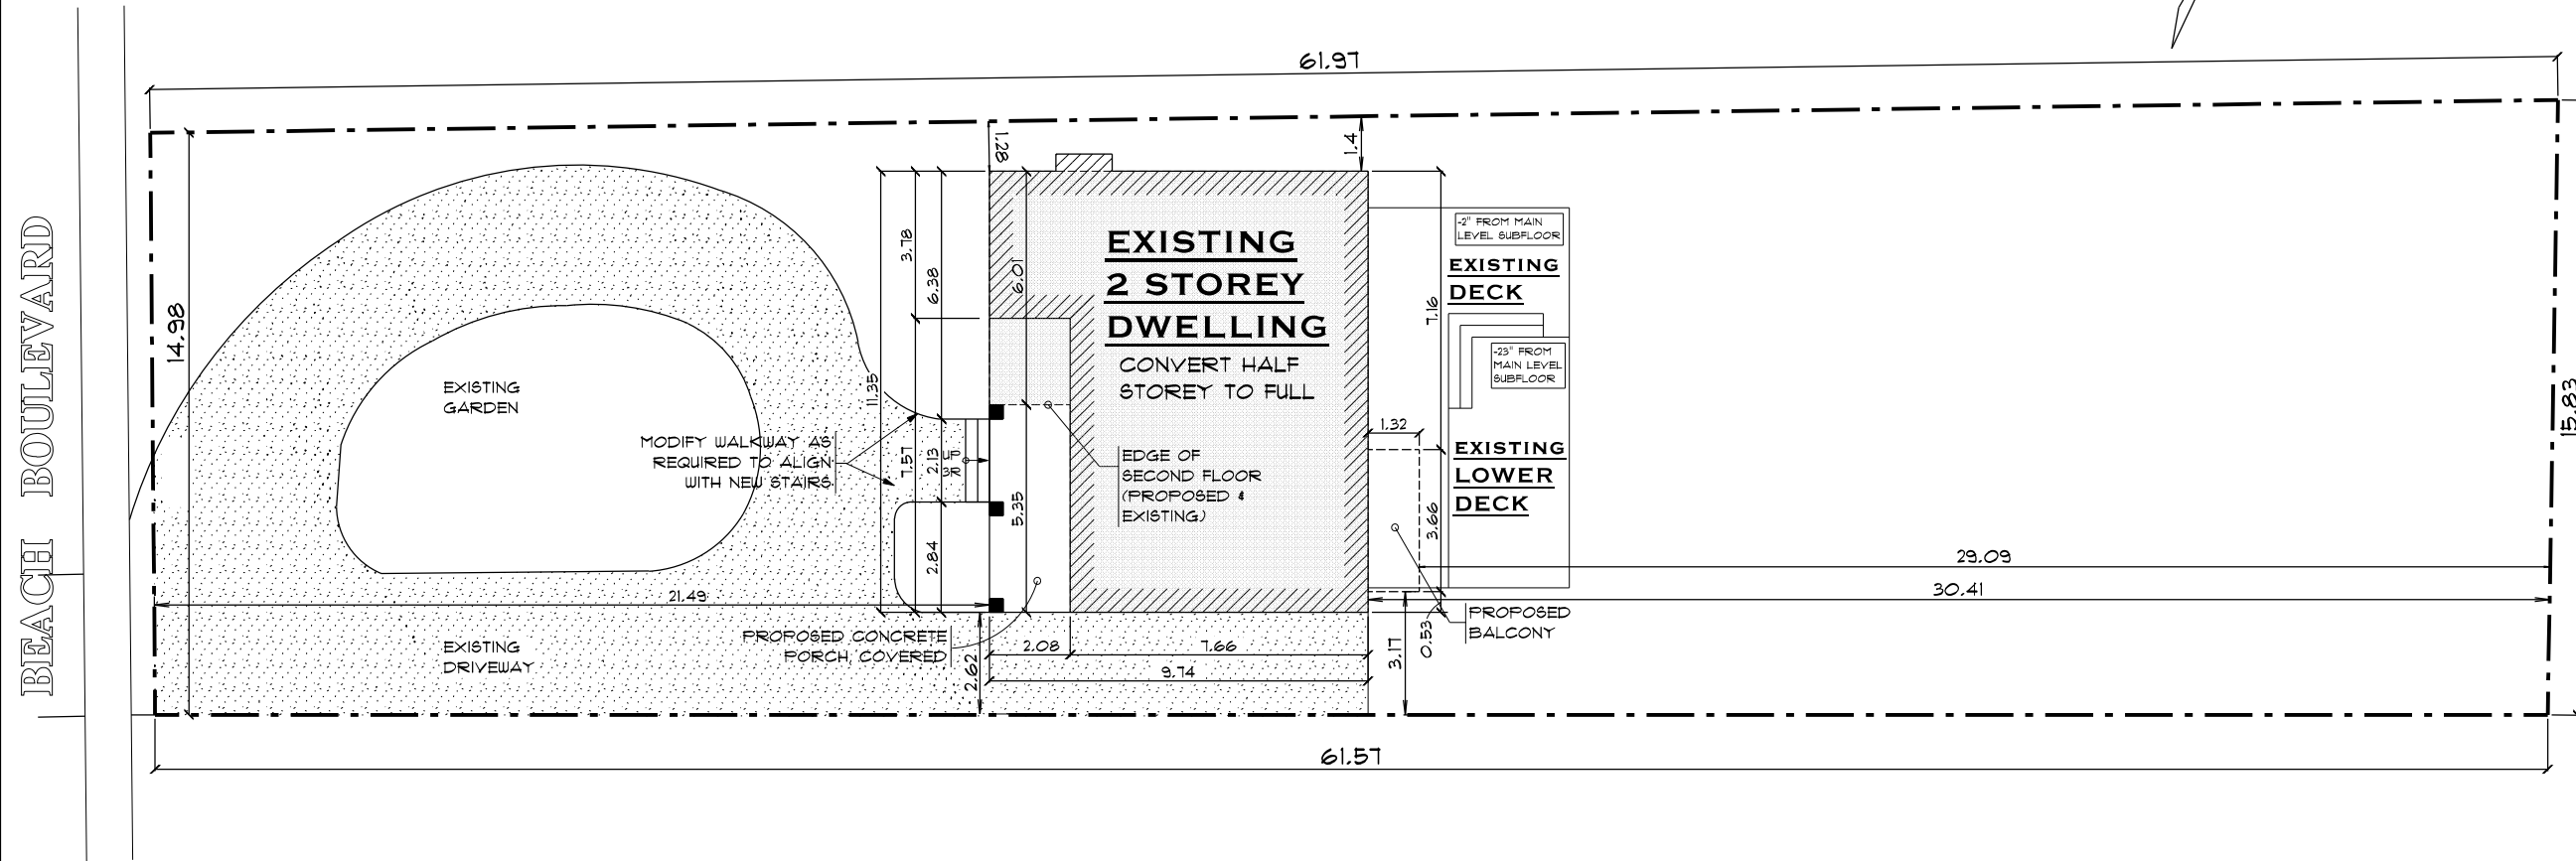 61.97
1.28
1.4
14.98
BEACH BOULEVARD
3.78
6.38
6.01
11.35
7.57
2.13
UP
3R
5.35
2.84
EXISTING
2 STOREY
DWELLING
CONVERT HALF
STOREY TO FULL
-2" FROM MAIN
LEVEL SUBFLOOR
EXISTING
DECK
7.16
-23" FROM
MAIN LEVEL
SUBFLOOR
EXISTING
GARDEN
MODIFY WALKWAY AS
REQUIRED TO ALIGN
WITH NEW STAIRS
EDGE OF
SECOND FLOOR
(PROPOSED &
EXISTING)
1.32
EXISTING
LOWER
DECK
3.66
15.83
29.09
30.41
21.49
PROPOSED CONCRETE
PORCH, COVERED
EXISTING
DRIVEWAY
2.62
2.08
7.66
9.74
3.17
0.53
PROPOSED
BALCONY
61.57